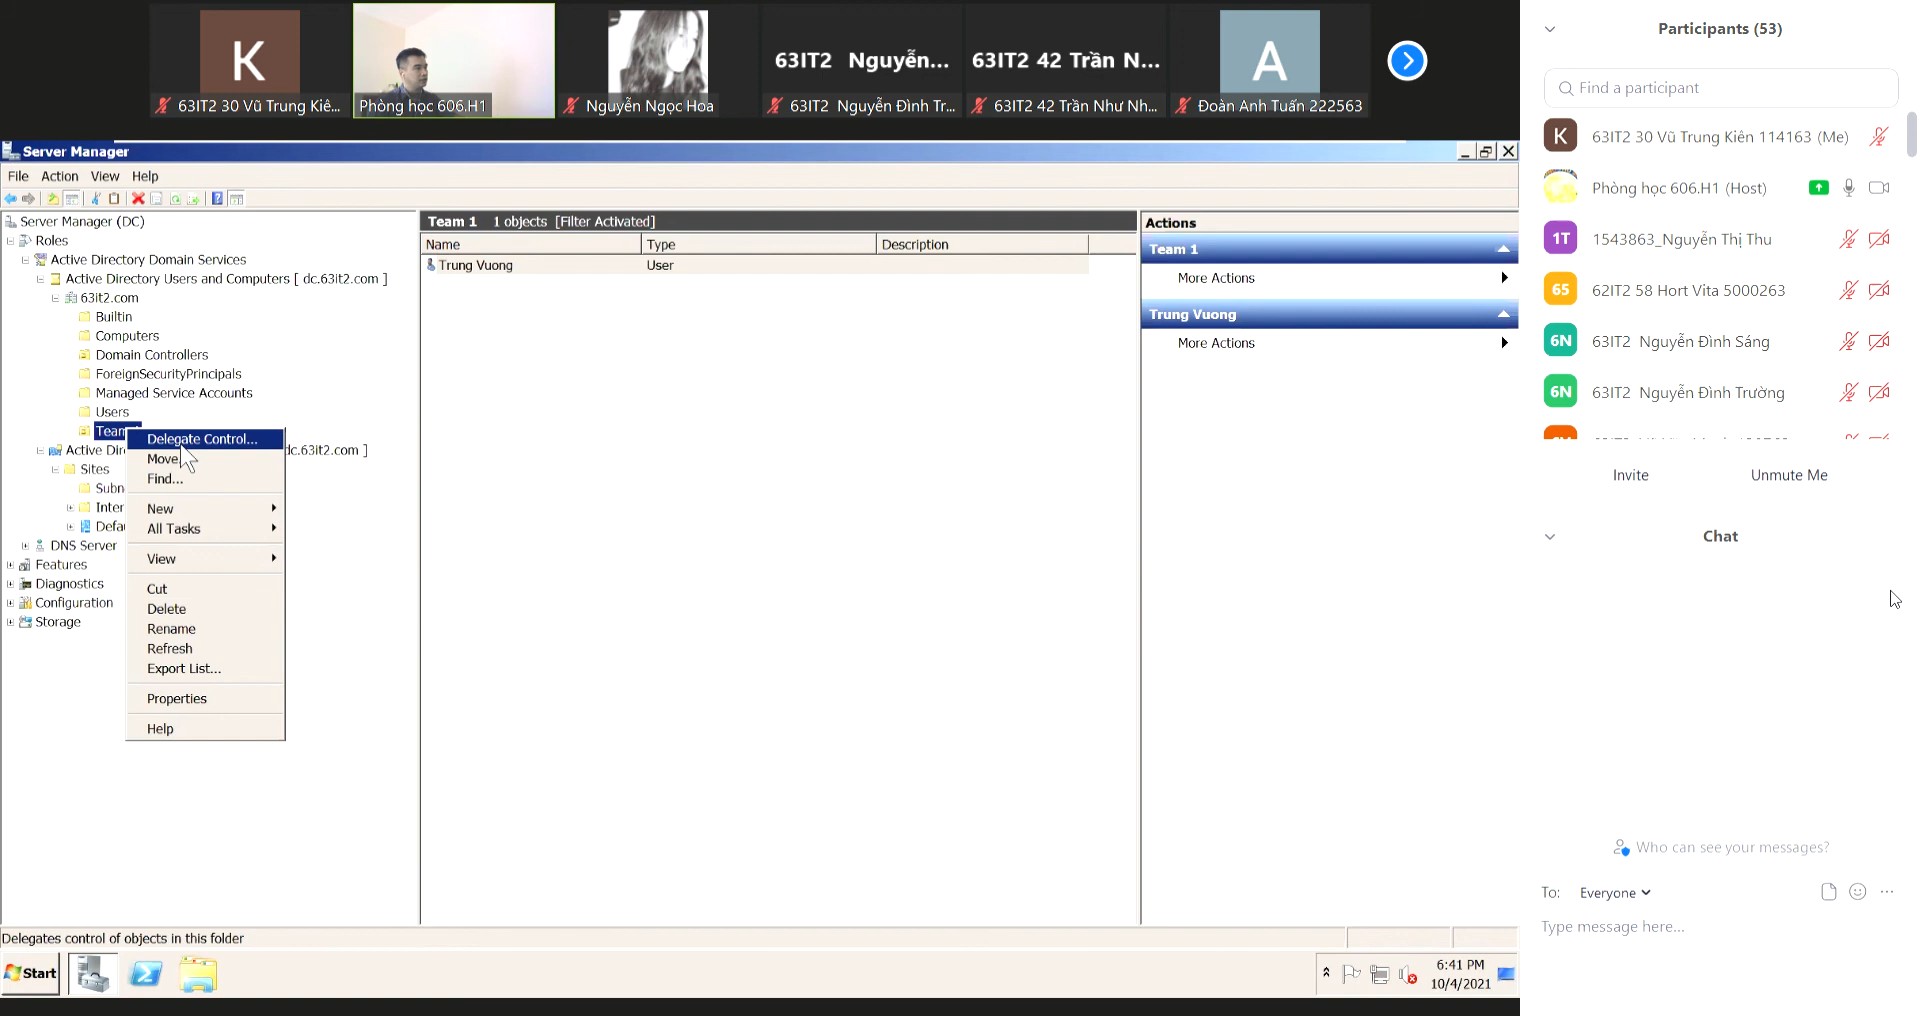 K
63IT2 30 Vũ Trung Kiê...
Phòng học 606.H1
Nguyễn Ngọc Hoa
63IT2 Nguyễn...
63IT2 Nguyễn Đình Tr...
63IT2 42 Trần N...
63IT2 42 Trần Như Nh...
A
Đoàn Anh Tuấn 222563
Server Manager
File Action View Help
Server Manager (DC)
Roles
Active Directory Domain Services
Active Directory Users and Computers [ dc.63it2.com ]
63it2.com
Builtin
Computers
Domain Controllers
ForeignSecurityPrincipals
Managed Service Accounts
Users
Team
Active Dire
dc.63it2.com ]
Sites
Subn
Inter
Defau
DNS Server
Features
Diagnostics
Configuration
Storage
Delegate Control...
Move
Find...
New
All Tasks
View
Cut
Delete
Rename
Refresh
Export List...
Properties
Help
Team 1 1 objects [Filter Activated]
Name Type Description
Trung Vuong User
Actions
Team 1
More Actions
Trung Vuong
More Actions
Delegates control of objects in this folder
Start
6:41 PM
10/4/2021
Participants (53)
Find a participant
K 63IT2 30 Vũ Trung Kiên 114163 (Me)
Phòng học 606.H1 (Host)
1T 1543863_Nguyễn Thị Thu
65 62IT2 58 Hort Vita 5000263
6N 63IT2 Nguyễn Đình Sáng
6N 63IT2 Nguyễn Đình Trường
Invite Unmute Me
Chat
Who can see your messages?
To: Everyone
Type message here...